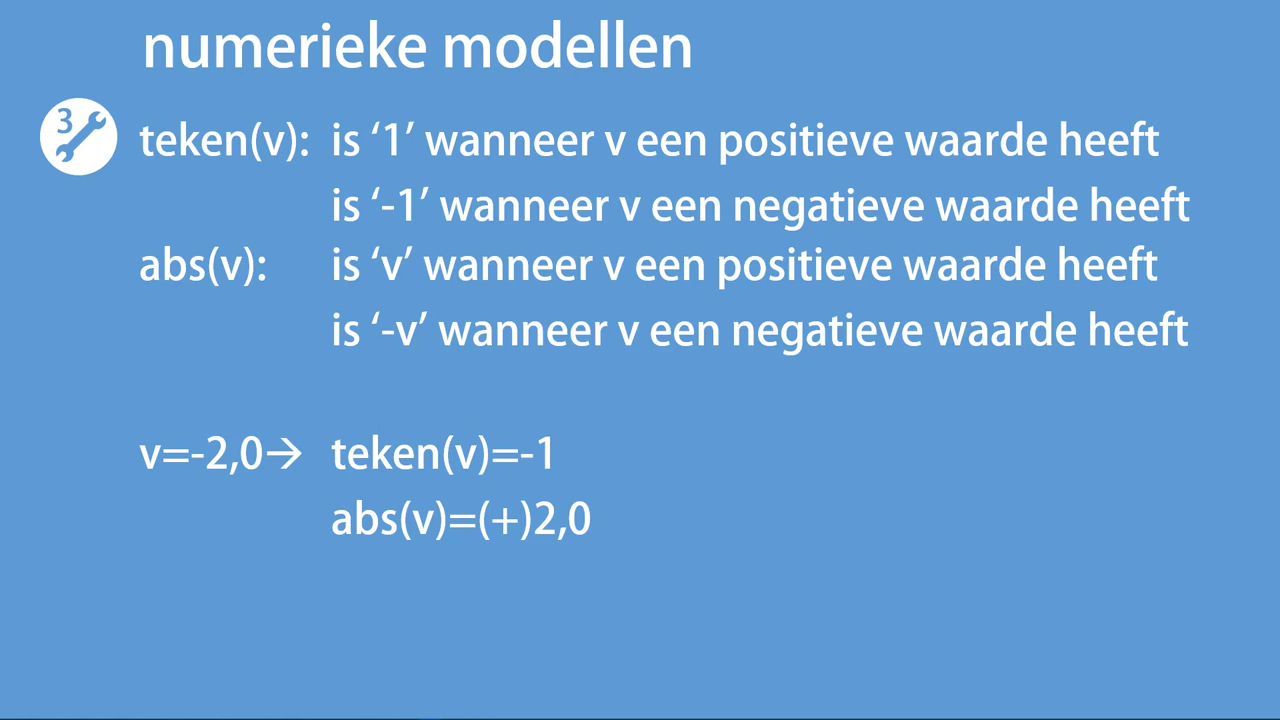 numerieke modellen
3
teken(v): is ‘1’ wanneer v een positieve waarde heeft
is ‘-1’ wanneer v een negatieve waarde heeft
abs(v): is ‘v’ wanneer v een positieve waarde heeft
is ‘-v’ wanneer v een negatieve waarde heeft
v=-2,0→ teken(v)=-1
abs(v)=(+)2,0